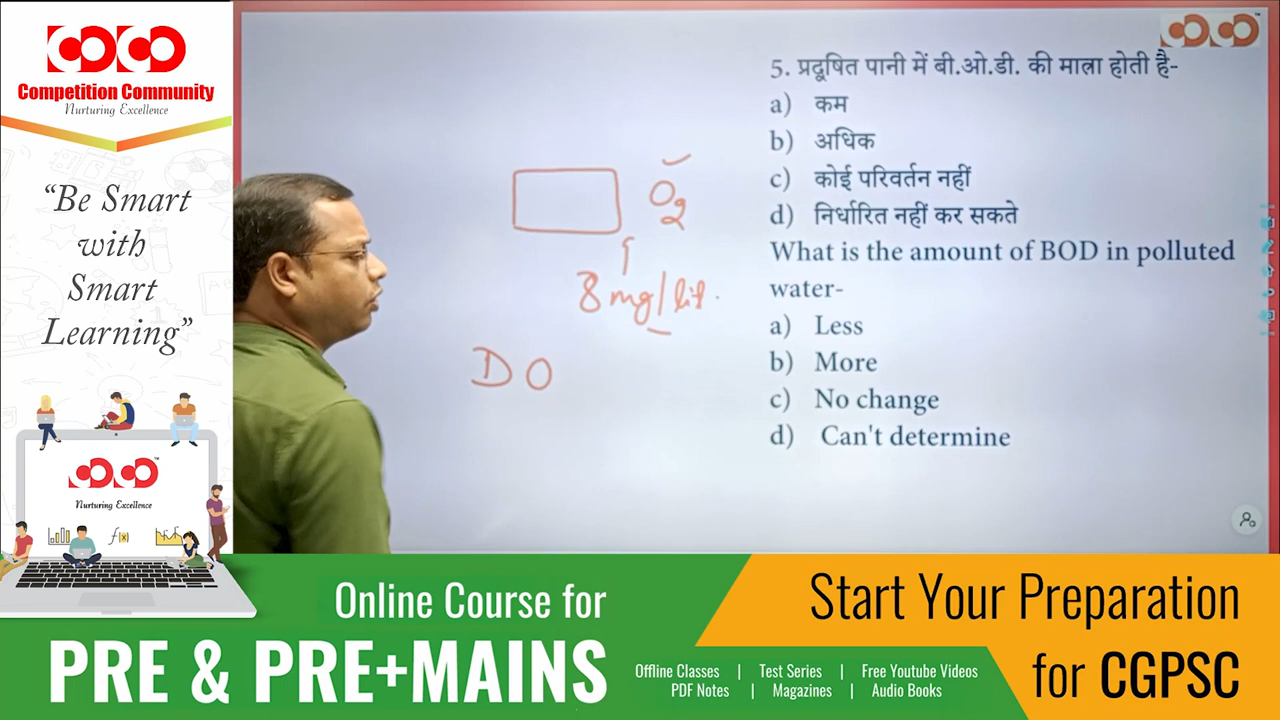 COCO
Competition Community
Nurturing Excellence
“Be Smart
with
Smart
Learning”
COCO
Nurturing Excellence
f(x)
COCO
5. प्रदूषित पानी में बी.ओ.डी. की मात्रा होती है-
a) कम
b) अधिक
c) कोई परिवर्तन नहीं
d) निर्धारित नहीं कर सकते
What is the amount of BOD in polluted
water-
a) Less
b) More
c) No change
d) Can't determine
O2
8 mg/lit.
DO
Online Course for
PRE & PRE+MAINS
Offline Classes | Test Series | Free Youtube Videos
PDF Notes | Magazines | Audio Books
Start Your Preparation
for CGPSC